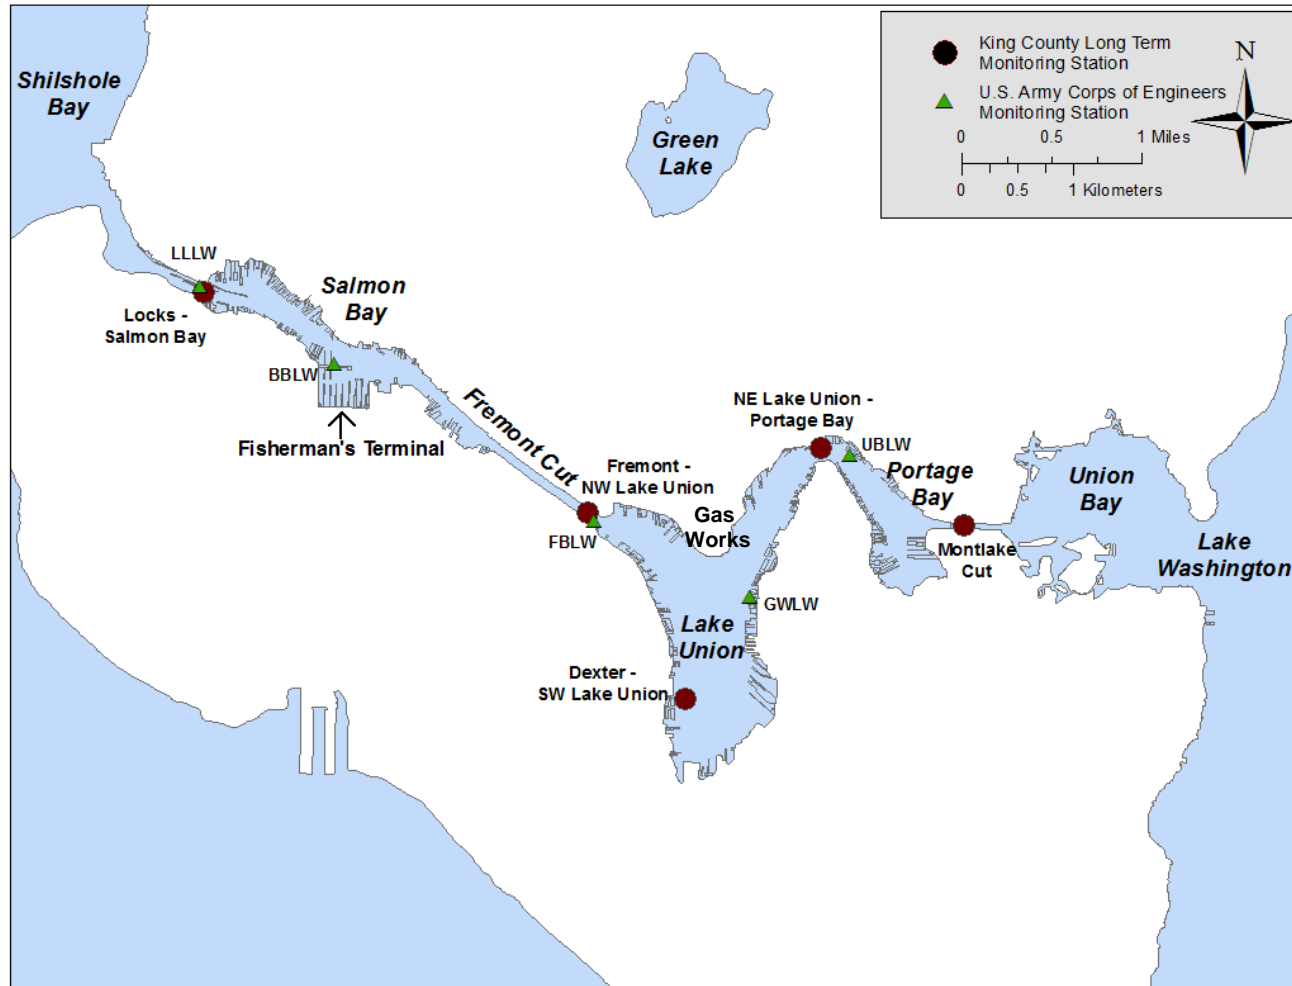 King County Long Term
Monitoring Station
U.S. Army Corps of Engineers
Monitoring Station
0 0.5 1 Miles
0 0.5 1 Kilometers
N
Shilshole
Bay
Green
Lake
LLLW
Salmon
Bay
Locks -
Salmon Bay
BBLW
Fisherman's Terminal
Fremont Cut
Fremont -
NW Lake Union
FBLW
NE Lake Union -
Portage Bay
UBLW
Portage
Bay
Gas
Works
Union
Bay
Montlake
Cut
Lake
Washington
GWLW
Lake
Union
Dexter -
SW Lake Union